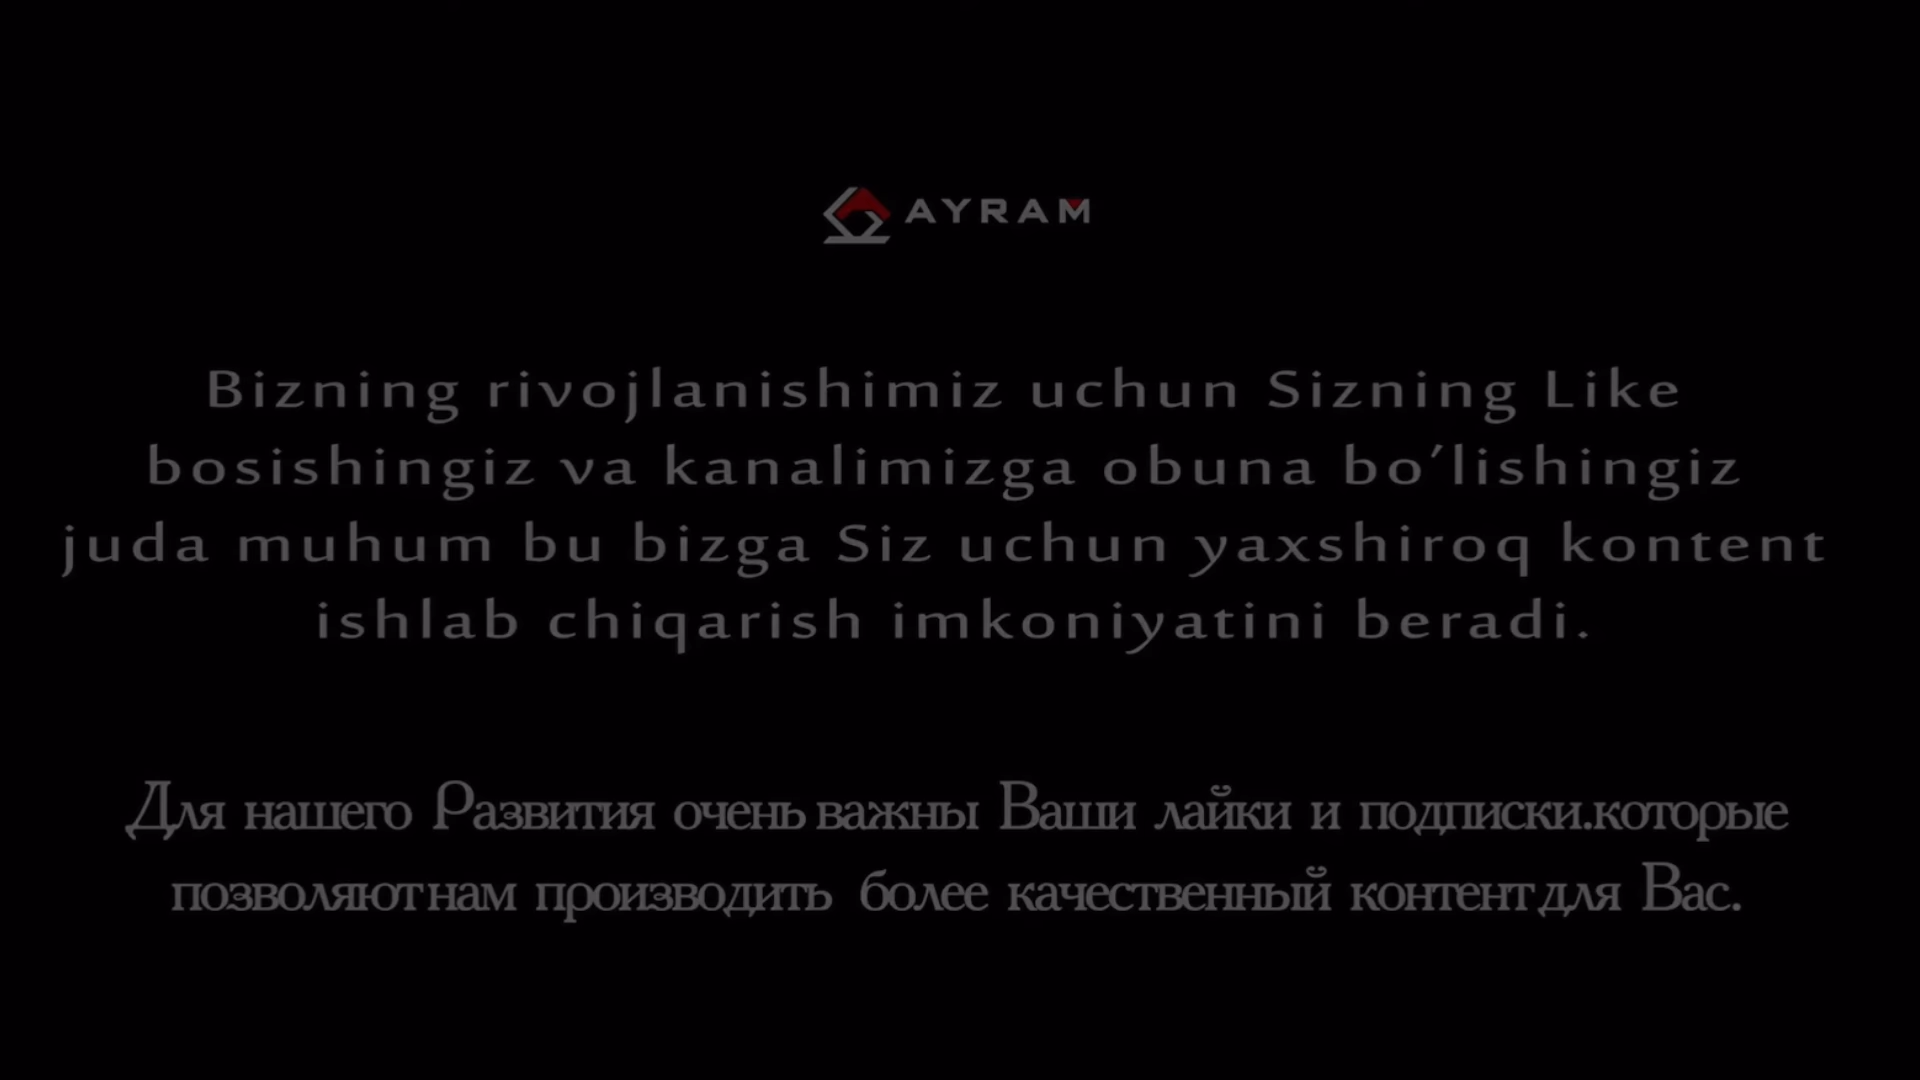 AYRAM
Bizning rivojlanishimiz uchun Sizning Like
bosishingiz va kanalimizga obuna bo’lishingiz
juda muhum bu bizga Siz uchun yaxshiroq kontent
ishlab chiqarish imkoniyatini beradi.
Для нашего Развития очень важны Ваши лайки и подписки.которые
позволяют нам производить более качественный контент для Вас.